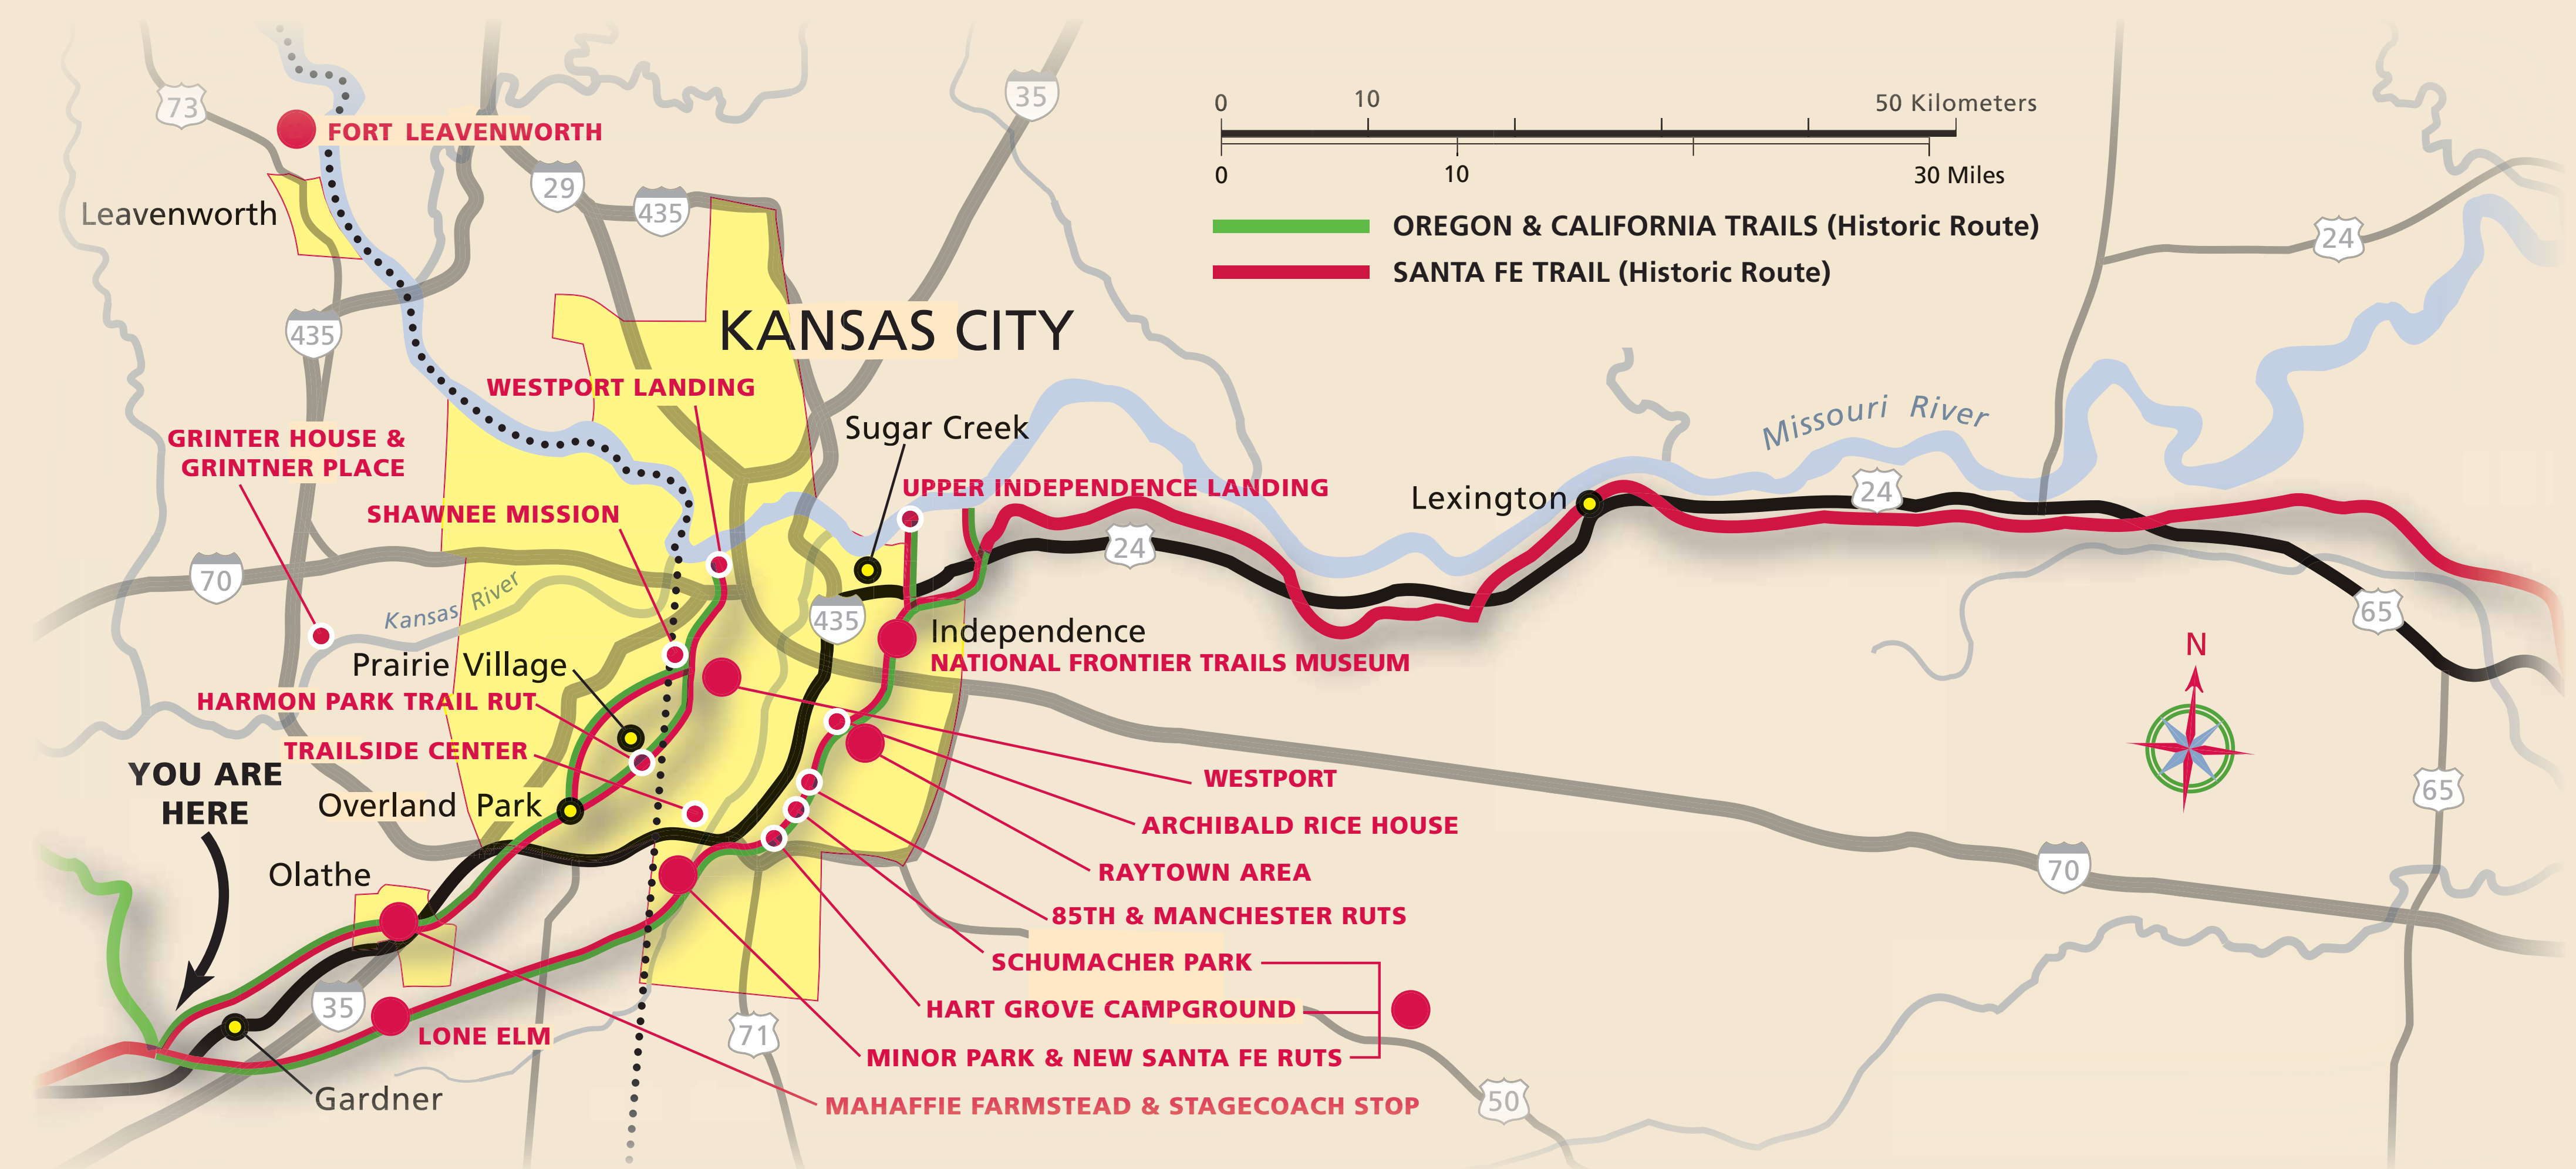 0
10
50 Kilometers
0
10
30 Miles
OREGON & CALIFORNIA TRAILS (Historic Route)
SANTA FE TRAIL (Historic Route)
73
FORT LEAVENWORTH
35
29
435
Leavenworth
24
435
KANSAS CITY
WESTPORT LANDING
Missouri River
Sugar Creek
GRINTER HOUSE &
GRINTNER PLACE
UPPER INDEPENDENCE LANDING
Lexington
24
SHAWNEE MISSION
24
70
Kansas River
435
65
Independence
NATIONAL FRONTIER TRAILS MUSEUM
N
Prairie Village
HARMON PARK TRAIL RUT
TRAILSIDE CENTER
YOU ARE
HERE
WESTPORT
65
Overland Park
ARCHIBALD RICE HOUSE
Olathe
RAYTOWN AREA
70
85TH & MANCHESTER RUTS
SCHUMACHER PARK
35
HART GROVE CAMPGROUND
LONE ELM
71
MINOR PARK & NEW SANTA FE RUTS
Gardner
MAHAFFIE FARMSTEAD & STAGECOACH STOP
50